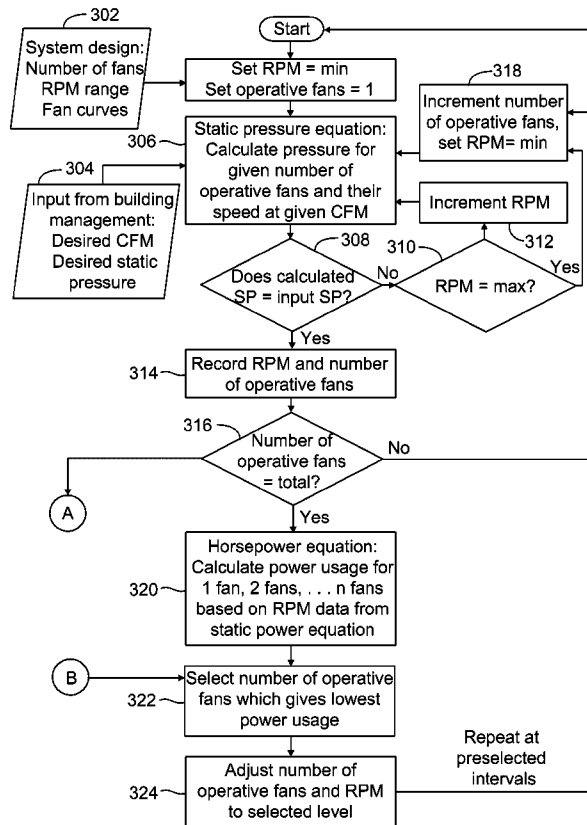 302
System design:
Number of fans
RPM range
Fan curves
Start
Set RPM = min
Set operative fans = 1
318
Increment number
of operative fans,
set RPM= min
306
Static pressure equation:
Calculate pressure for
given number of
operative fans and their
speed at given CFM
304
Input from building
management:
Desired CFM
Desired static
pressure
Increment RPM
312
308
Does calculated
SP = input SP?
No
310
RPM = max?
Yes
Yes
314
Record RPM and number
of operative fans
316
Number of
operative fans
= total?
No
A
Yes
320
Horsepower equation:
Calculate power usage for
1 fan, 2 fans, . . . n fans
based on RPM data from
static power equation
B
322
Select number of operative
fans which gives lowest
power usage
324
Adjust number of
operative fans and RPM
to selected level
Repeat at
preselected
intervals